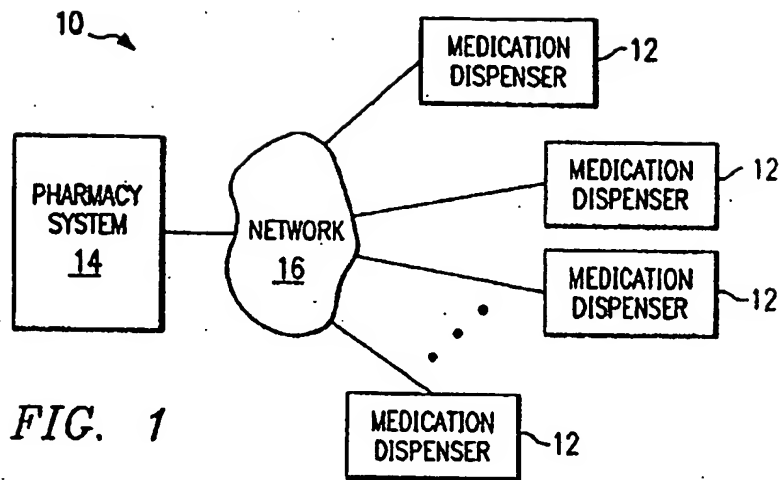 10
MEDICATION
DISPENSER
12
PHARMACY
SYSTEM
14
NETWORK
16
MEDICATION
DISPENSER
12
MEDICATION
DISPENSER
12
MEDICATION
DISPENSER
12
FIG. 1